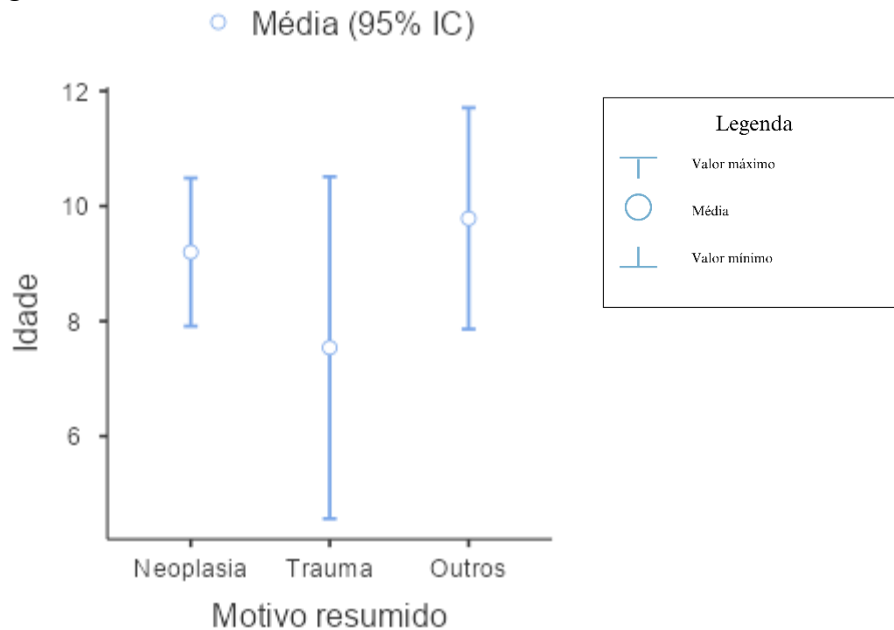 Média (95% IC)
12
10
8
6
Idade
Neoplasia Trauma Outros
Motivo resumido
Legenda
Valor máximo
Média
Valor mínimo